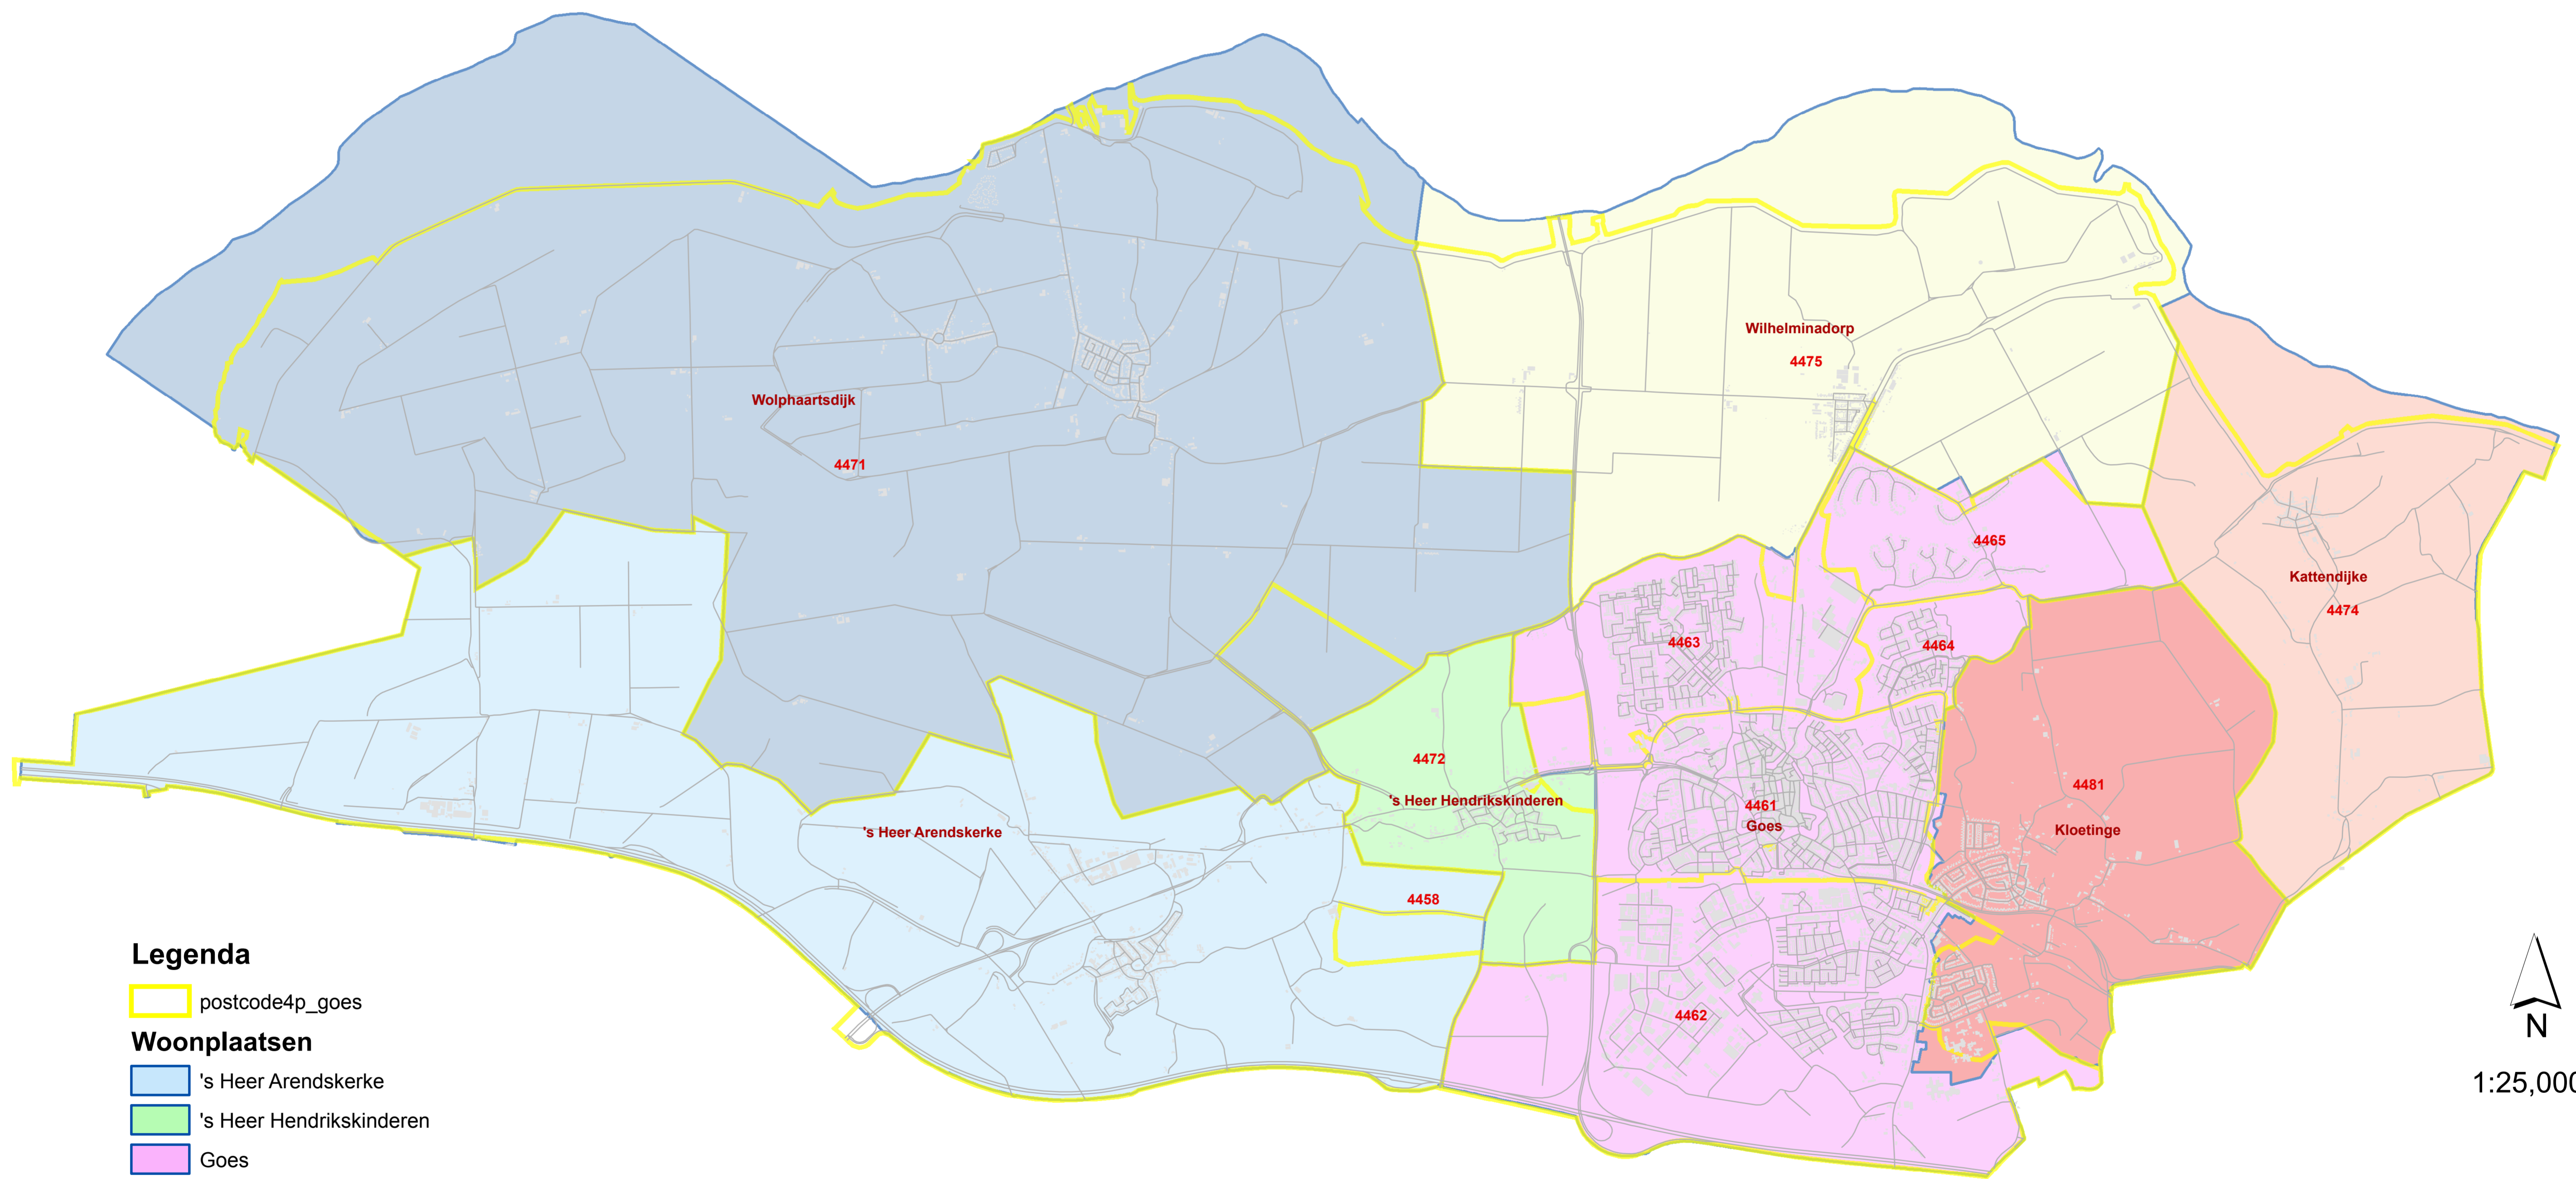 Wilhelminadorp
4475
Wolphaartsdijk
4471
4465
Kattendijke
4474
4463
4464
4472
4481
's Heer Hendrikskinderen
4461
Goes
Kloetinge
's Heer Arendskerke
4458
4462
Legenda
postcode4p_goes
Woonplaatsen
's Heer Arendskerke
's Heer Hendrikskinderen
Goes
N
1:25,000